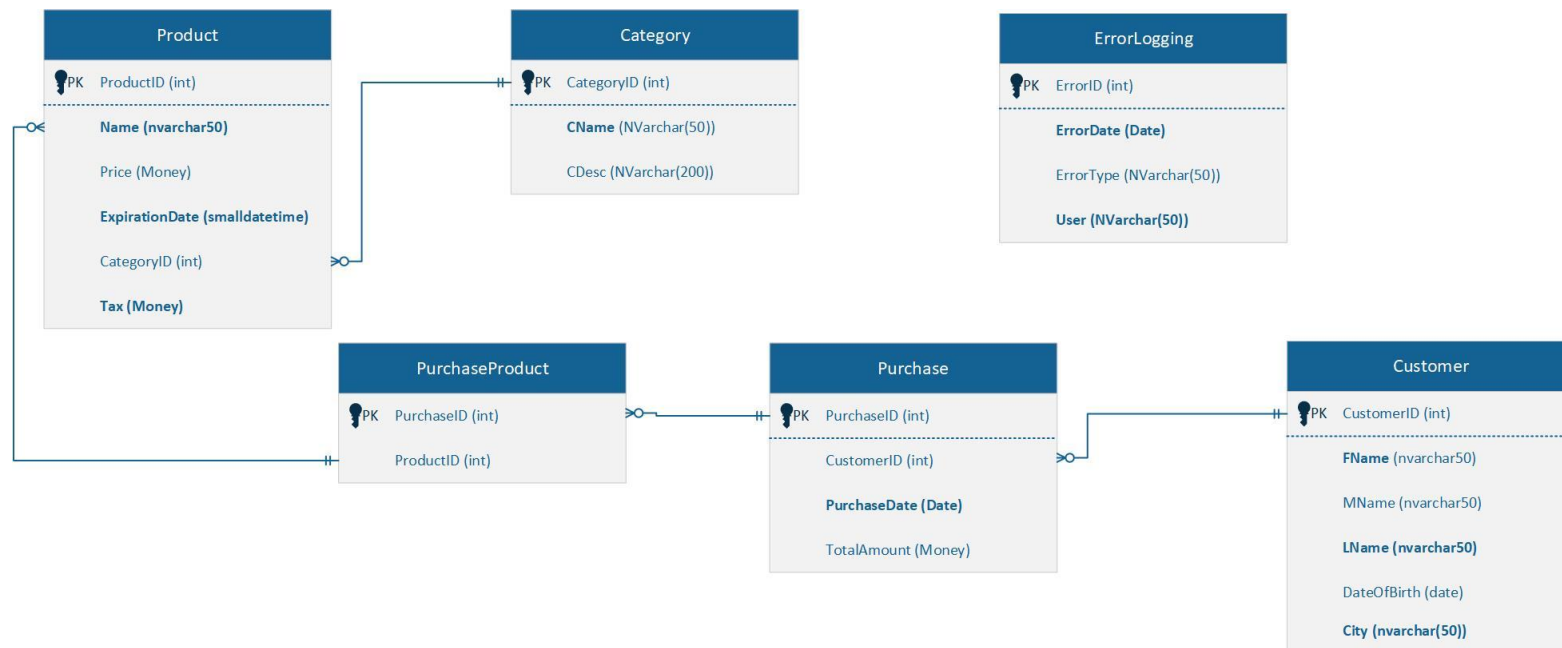 Product
PK ProductID (int)
Name (nvarchar50)
Price (Money)
ExpirationDate (smalldatetime)
CategoryID (int)
Tax (Money)
Category
PK CategoryID (int)
CName (NVarchar(50))
CDesc (NVarchar(200))
ErrorLogging
PK ErrorID (int)
ErrorDate (Date)
ErrorType (NVarchar(50))
User (NVarchar(50))
PurchaseProduct
PK PurchaseID (int)
ProductID (int)
Purchase
PK PurchaseID (int)
CustomerID (int)
PurchaseDate (Date)
TotalAmount (Money)
Customer
PK CustomerID (int)
FName (nvarchar50)
MName (nvarchar50)
LName (nvarchar50)
DateOfBirth (date)
City (nvarchar(50))